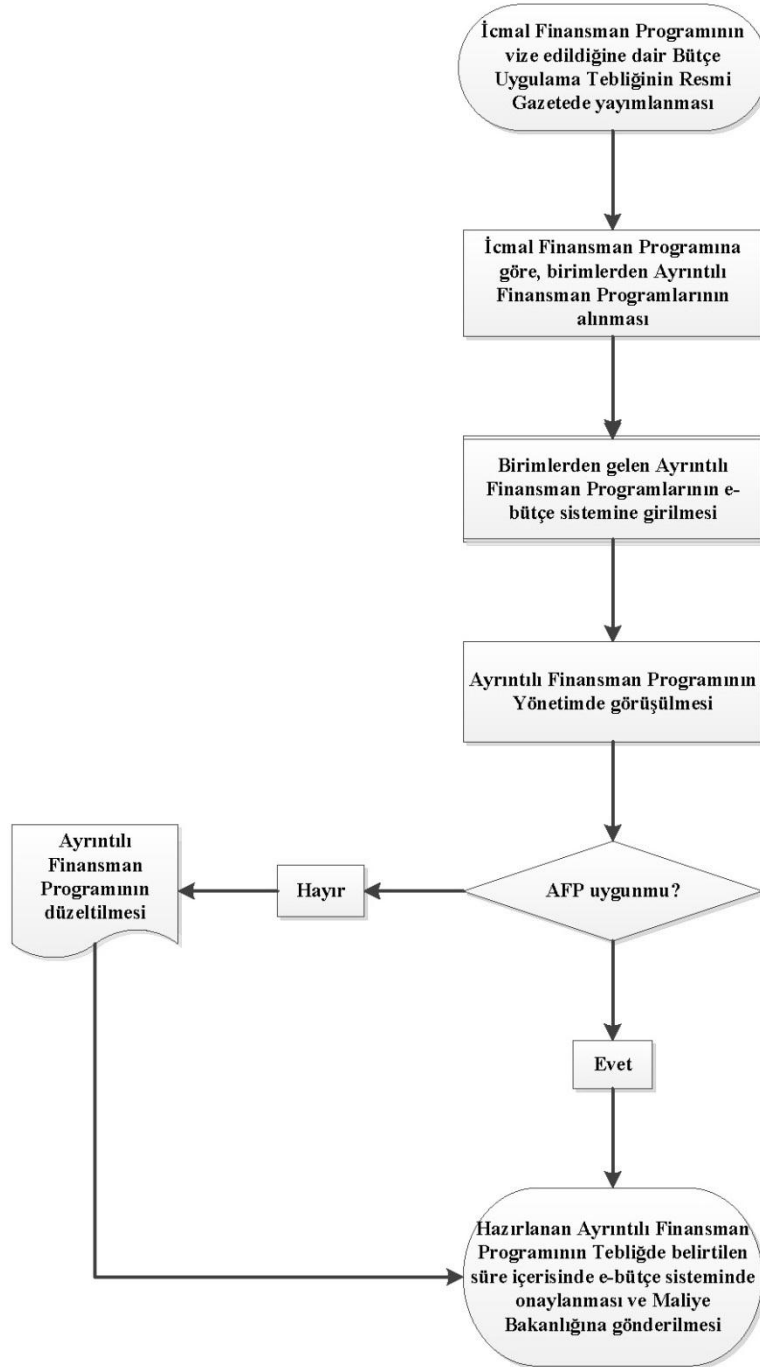 İcmal Finansman Programının
vize edildiğine dair Bütçe
Uygulama Tebliğinin Resmi
Gazetede yayımlanması
İcmal Finansman Programına
göre, birimlerden Ayrıntılı
Finansman Programlarının
alınması
Birimlerden gelen Ayrıntılı
Finansman Programlarının e-
bütçe sistemine girilmesi
Ayrıntılı Finansman Programının
Yönetimde görüşülmesi
AFP uygunmu?
Hayır
Ayrıntılı
Finansman
Programının
düzeltilmesi
Evet
Hazırlanan Ayrıntılı Finansman
Programının Tebliğde belirtilen
süre içerisinde e-bütçe sisteminde
onaylanması ve Maliye
Bakanlığına gönderilmesi